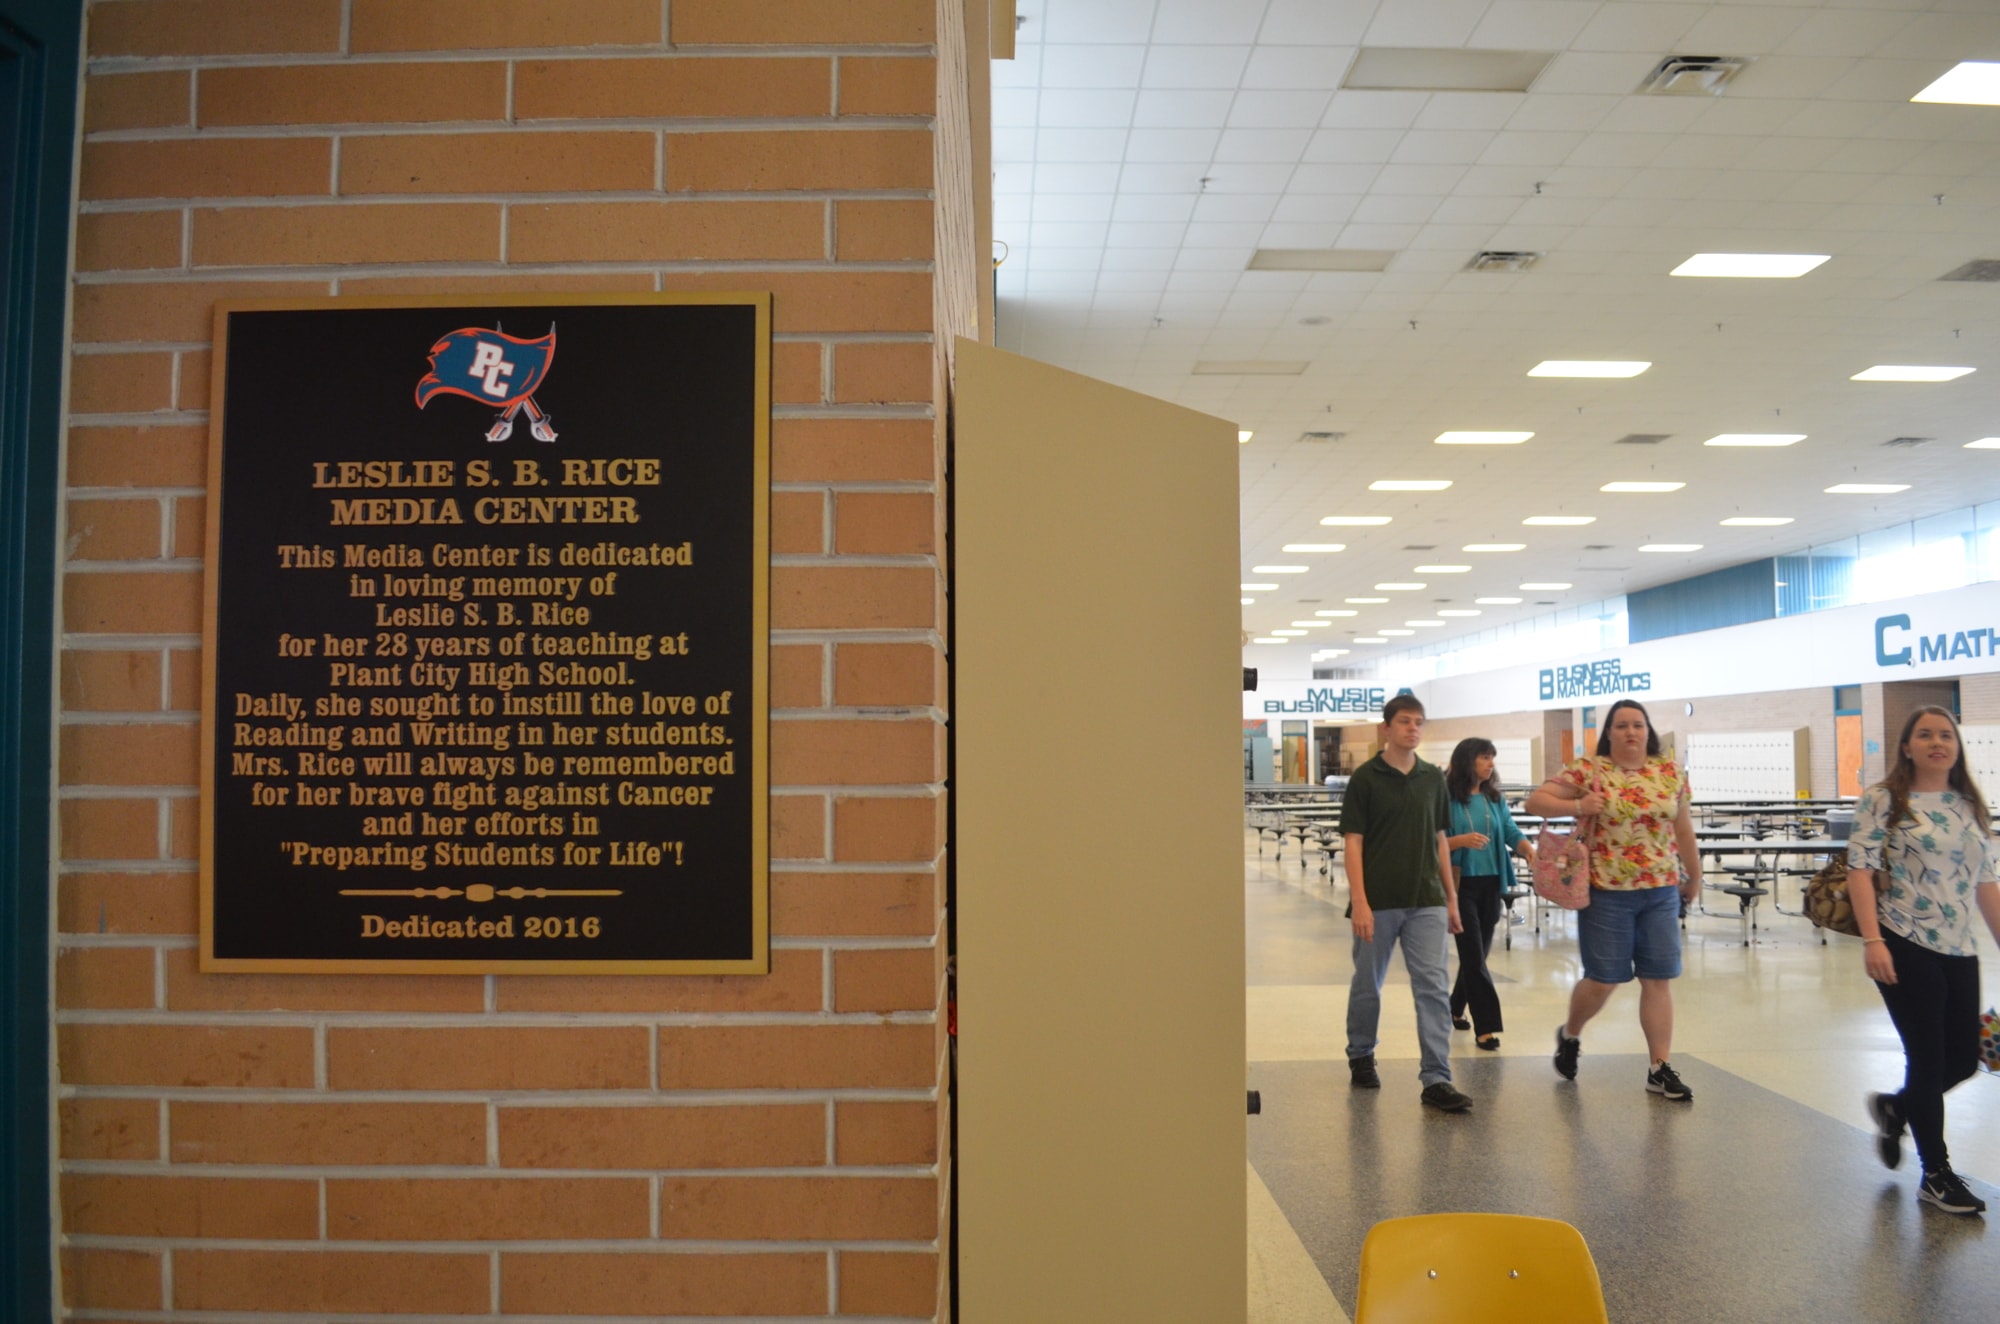 PC
LESLIE S. B. RICE
MEDIA CENTER
This Media Center is dedicated
in loving memory of
Leslie S. B. Rice
for her 28 years of teaching at
Plant City High School.
Daily, she sought to instill the love of
Reading and Writing in her students.
Mrs. Rice will always be remembered
for her brave fight against Cancer
and her efforts in
"Preparing Students for Life"!
Dedicated 2016
MUSIC A
BUSINESS
B BUSINESS
MATHEMATICS
C MATH